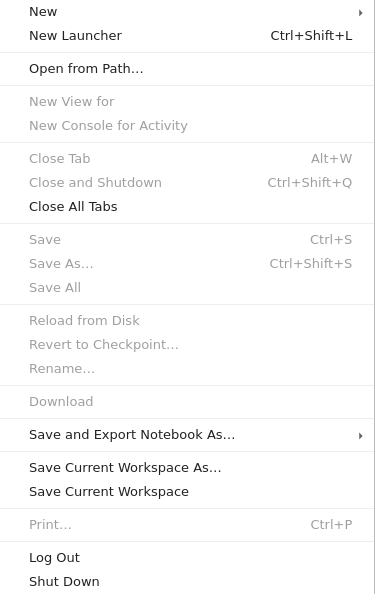 New
New Launcher Ctrl+Shift+L
Open from Path…
New View for
New Console for Activity
Close Tab Alt+W
Close and Shutdown Ctrl+Shift+Q
Close All Tabs
Save Ctrl+S
Save As… Ctrl+Shift+S
Save All
Reload from Disk
Revert to Checkpoint…
Rename…
Download
Save and Export Notebook As…
Save Current Workspace As…
Save Current Workspace
Print… Ctrl+P
Log Out
Shut Down